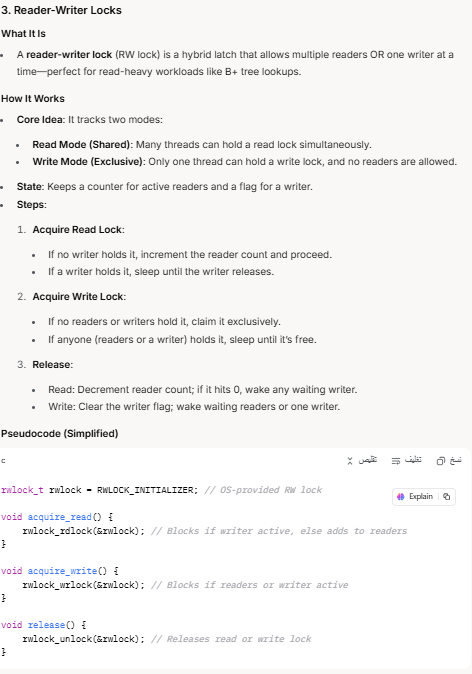 3. Reader-Writer Locks
What It Is
• A reader-writer lock (RW lock) is a hybrid latch that allows multiple readers OR one writer at a
time—perfect for read-heavy workloads like B+ tree lookups.
How It Works
• Core Idea: It tracks two modes:
• Read Mode (Shared): Many threads can hold a read lock simultaneously.
• Write Mode (Exclusive): Only one thread can hold a write lock, and no readers are allowed.
• State: Keeps a counter for active readers and a flag for a writer.
• Steps:
1. Acquire Read Lock:
• If no writer holds it, increment the reader count and proceed.
• If a writer holds it, sleep until the writer releases.
2. Acquire Write Lock:
• If no readers or writers hold it, claim it exclusively.
• If anyone (readers or a writer) holds it, sleep until it's free.
3. Release:
• Read: Decrement reader count; if it hits 0, wake any waiting writer.
• Write: Clear the writer flag; wake waiting readers or one writer.
Pseudocode (Simplified)
c تقليص تغليف نسخ
rwlock_t rwlock = RWLOCK_INITIALIZER; // OS-provided RW lock
Explain
void acquire_read() {
rwlock_rdlock(&rwlock); // Blocks if writer active, else adds to readers
}
void acquire_write() {
rwlock_wrlock(&rwlock); // Blocks if readers or writer active
}
void release() {
rwlock_unlock(&rwlock); // Releases read or write lock
}